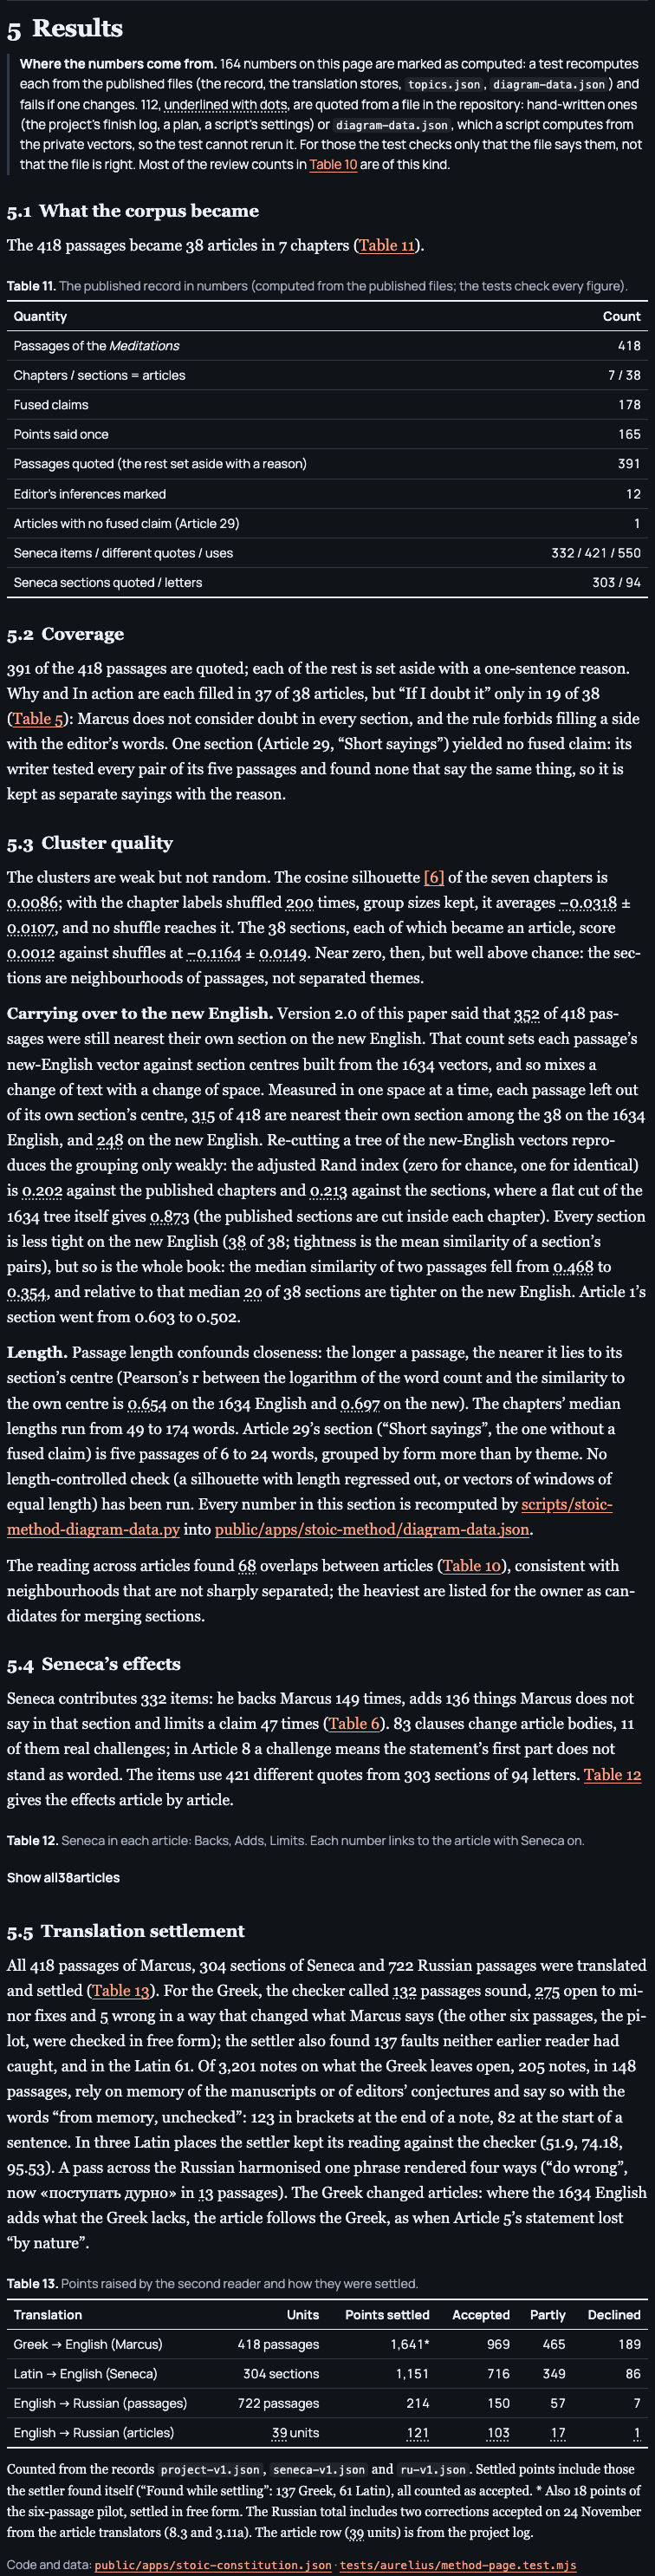 5 Results
Where the numbers come from. 164 numbers on this page are marked as computed: a test recomputes
each from the published files (the record, the translation stores, topics.json, diagram-data.json) and
fails if one changes. 112, underlined with dots, are quoted from a file in the repository: hand-written ones
(the project's finish log, a plan, a script's settings) or diagram-data.json, which a script computes from
the private vectors, so the test cannot rerun it. For those the test checks only that the file says them, not
that the file is right. Most of the review counts in Table 10 are of this kind.
5.1 What the corpus became
The 418 passages became 38 articles in 7 chapters (Table 11).
Table 11. The published record in numbers (computed from the published files; the tests check every figure).
Quantity Count
Passages of the Meditations 418
Chapters / sections = articles 7 / 38
Fused claims 178
Points said once 165
Passages quoted (the rest set aside with a reason) 391
Editor's inferences marked 12
Articles with no fused claim (Article 29) 1
Seneca items / different quotes / uses 332 / 421 / 550
Seneca sections quoted / letters 303 / 94
5.2 Coverage
391 of the 418 passages are quoted; each of the rest is set aside with a one-sentence reason.
Why and In action are each filled in 37 of 38 articles, but “If I doubt it” only in 19 of 38
(Table 5): Marcus does not consider doubt in every section, and the rule forbids filling a side
with the editor's words. One section (Article 29, “Short sayings”) yielded no fused claim: its
writer tested every pair of its five passages and found none that say the same thing, so it is
kept as separate sayings with the reason.
5.3 Cluster quality
The clusters are weak but not random. The cosine silhouette [6] of the seven chapters is
0.0086; with the chapter labels shuffled 200 times, group sizes kept, it averages −0.0318 ±
0.0107, and no shuffle reaches it. The 38 sections, each of which became an article, score
0.0012 against shuffles at −0.1164 ± 0.0149. Near zero, then, but well above chance: the sec-
tions are neighbourhoods of passages, not separated themes.
Carrying over to the new English. Version 2.0 of this paper said that 352 of 418 pas-
sages were still nearest their own section on the new English. That count sets each passage's
new-English vector against section centres built from the 1634 vectors, and so mixes a
change of text with a change of space. Measured in one space at a time, each passage left out
of its own section's centre, 315 of 418 are nearest their own section among the 38 on the 1634
English, and 248 on the new English. Re-cutting a tree of the new-English vectors repro-
duces the grouping only weakly: the adjusted Rand index (zero for chance, one for identical)
is 0.202 against the published chapters and 0.213 against the sections, where a flat cut of the
1634 tree itself gives 0.873 (the published sections are cut inside each chapter). Every section
is less tight on the new English (38 of 38; tightness is the mean similarity of a section's
pairs), but so is the whole book: the median similarity of two passages fell from 0.468 to
0.354, and relative to that median 20 of 38 sections are tighter on the new English. Article 1's
section went from 0.603 to 0.502.
Length. Passage length confounds closeness: the longer a passage, the nearer it lies to its
section's centre (Pearson's r between the logarithm of the word count and the similarity to
the own centre is 0.654 on the 1634 English and 0.697 on the new). The chapters' median
lengths run from 49 to 174 words. Article 29's section (“Short sayings”, the one without a
fused claim) is five passages of 6 to 24 words, grouped by form more than by theme. No
length-controlled check (a silhouette with length regressed out, or vectors of windows of
equal length) has been run. Every number in this section is recomputed by scripts/stoic-
method-diagram-data.py into public/apps/stoic-method/diagram-data.json.
The reading across articles found 68 overlaps between articles (Table 10), consistent with
neighbourhoods that are not sharply separated; the heaviest are listed for the owner as can-
didates for merging sections.
5.4 Seneca's effects
Seneca contributes 332 items: he backs Marcus 149 times, adds 136 things Marcus does not
say in that section and limits a claim 47 times (Table 6). 83 clauses change article bodies, 11
of them real challenges; in Article 8 a challenge means the statement's first part does not
stand as worded. The items use 421 different quotes from 303 sections of 94 letters. Table 12
gives the effects article by article.
Table 12. Seneca in each article: Backs, Adds, Limits. Each number links to the article with Seneca on.
Show all38articles
5.5 Translation settlement
All 418 passages of Marcus, 304 sections of Seneca and 722 Russian passages were translated
and settled (Table 13). For the Greek, the checker called 132 passages sound, 275 open to mi-
nor fixes and 5 wrong in a way that changed what Marcus says (the other six passages, the pi-
lot, were checked in free form); the settler also found 137 faults neither earlier reader had
caught, and in the Latin 61. Of 3,201 notes on what the Greek leaves open, 205 notes, in 148
passages, rely on memory of the manuscripts or of editors' conjectures and say so with the
words “from memory, unchecked”: 123 in brackets at the end of a note, 82 at the start of a
sentence. In three Latin places the settler kept its reading against the checker (51.9, 74.18,
95.53). A pass across the Russian harmonised one phrase rendered four ways (“do wrong”,
now «поступать дурно» in 13 passages). The Greek changed articles: where the 1634 English
adds what the Greek lacks, the article follows the Greek, as when Article 5's statement lost
“by nature”.
Table 13. Points raised by the second reader and how they were settled.
Translation Units Points settled Accepted Partly Declined
Greek → English (Marcus) 418 passages 1,641* 969 465 189
Latin → English (Seneca) 304 sections 1,151 716 349 86
English → Russian (passages) 722 passages 214 150 57 7
English → Russian (articles) 39 units 121 103 17 1
Counted from the records project-v1.json, seneca-v1.json and ru-v1.json. Settled points include those
the settler found itself (“Found while settling”: 137 Greek, 61 Latin), all counted as accepted. * Also 18 points of
the six-passage pilot, settled in free form. The Russian total includes two corrections accepted on 24 November
from the article translators (8.3 and 3.11a). The article row (39 units) is from the project log.
Code and data: public/apps/stoic-constitution.json · tests/aurelius/method-page.test.mjs